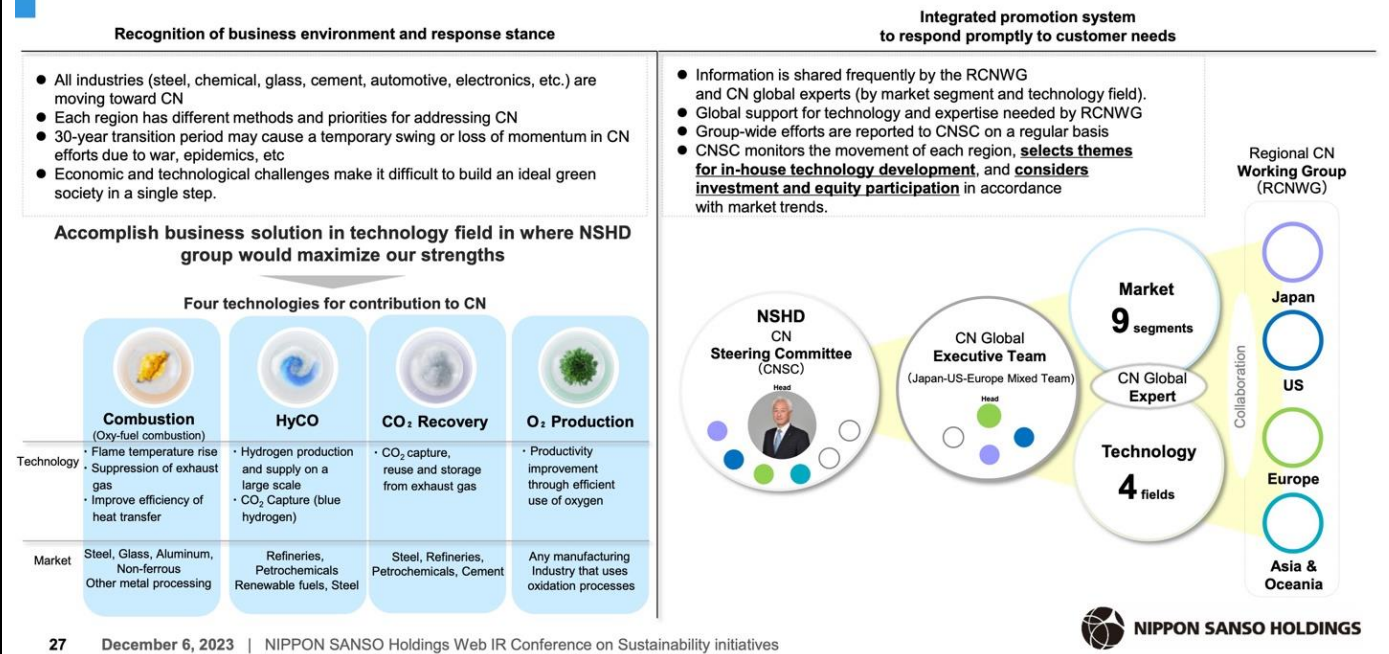 Recognition of business environment and response stance
● All industries (steel, chemical, glass, cement, automotive, electronics, etc.) are
moving toward CN
● Each region has different methods and priorities for addressing CN
● 30-year transition period may cause a temporary swing or loss of momentum in CN
efforts due to war, epidemics, etc
● Economic and technological challenges make it difficult to build an ideal green
society in a single step.
Accomplish business solution in technology field in where NSHD
group would maximize our strengths
Four technologies for contribution to CN
Combustion
(Oxy-fuel combustion)
HyCO
CO₂ Recovery
O₂ Production
Technology
・Flame temperature rise
・Suppression of exhaust
gas
・Improve efficiency of
heat transfer
・Hydrogen production
and supply on a
large scale
・CO₂ Capture (blue
hydrogen)
・CO₂ capture,
reuse and storage
from exhaust gas
・Productivity
improvement
through efficient
use of oxygen
Market
Steel, Glass, Aluminum,
Non-ferrous
Other metal processing
Refineries,
Petrochemicals
Renewable fuels, Steel
Steel, Refineries,
Petrochemicals, Cement
Any manufacturing
Industry that uses
oxidation processes
Integrated promotion system
to respond promptly to customer needs
● Information is shared frequently by the RCNWG
and CN global experts (by market segment and technology field).
● Global support for technology and expertise needed by RCNWG
● Group-wide efforts are reported to CNSC on a regular basis
● CNSC monitors the movement of each region, selects themes
for in-house technology development, and considers
investment and equity participation in accordance
with market trends.
NSHD
CN
Steering Committee
(CNSC)
Head
CN Global
Executive Team
(Japan-US-Europe Mixed Team)
Head
Market
9 segments
CN Global
Expert
Technology
4 fields
Regional CN
Working Group
(RCNWG)
Collaboration
Japan
US
Europe
Asia &
Oceania
27 December 6, 2023 | NIPPON SANSO Holdings Web IR Conference on Sustainability initiatives
NIPPON SANSO HOLDINGS